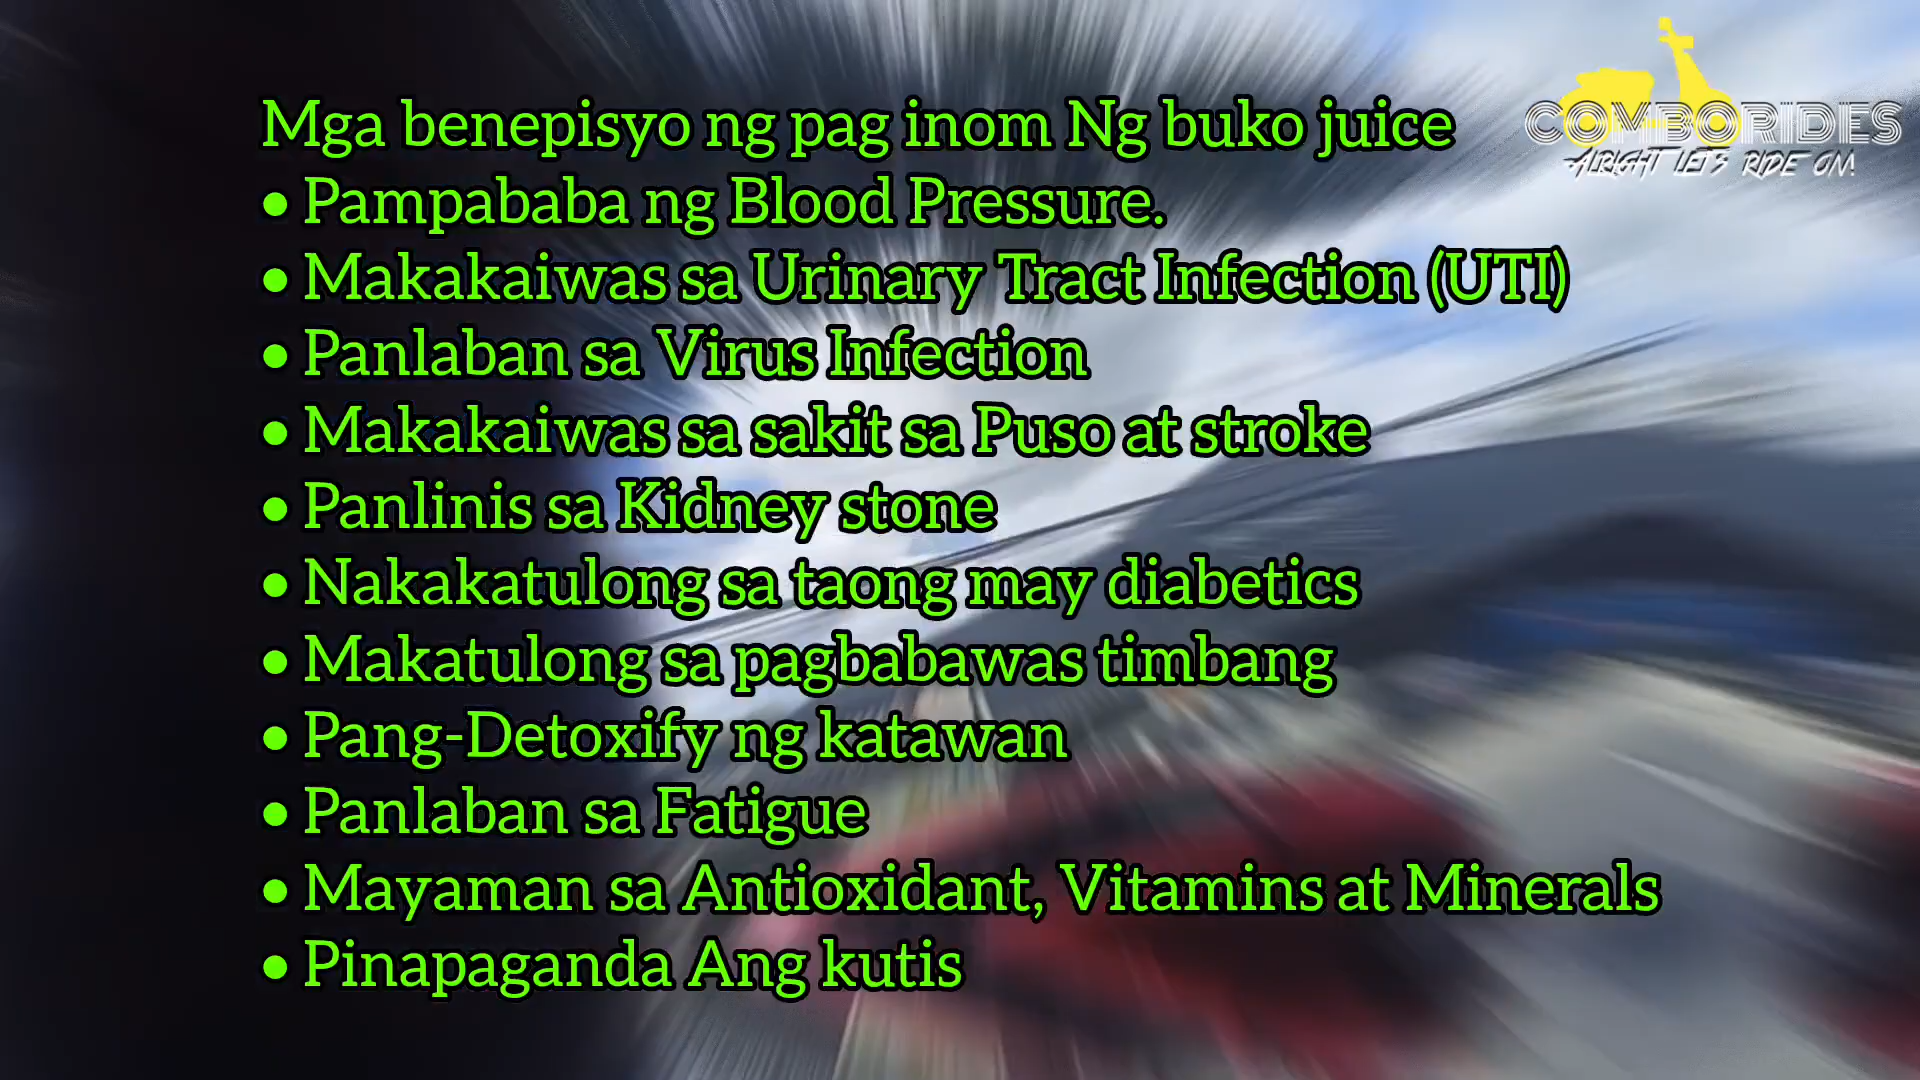 Mga benepisyo ng pag inom Ng buko juice
• Pampababa ng Blood Pressure.
• Makakaiwas sa Urinary Tract Infection (UTI)
• Panlaban sa Virus Infection
• Makakaiwas sa sakit sa Puso at stroke
• Panlinis sa Kidney stone
• Nakakatulong sa taong may diabetics
• Makatulong sa pagbabawas timbang
• Pang-Detoxify ng katawan
• Panlaban sa Fatigue
• Mayaman sa Antioxidant, Vitamins at Minerals
• Pinapaganda Ang kutis
COMBORIDES
ALRIGHT LET'S RIDE ON!